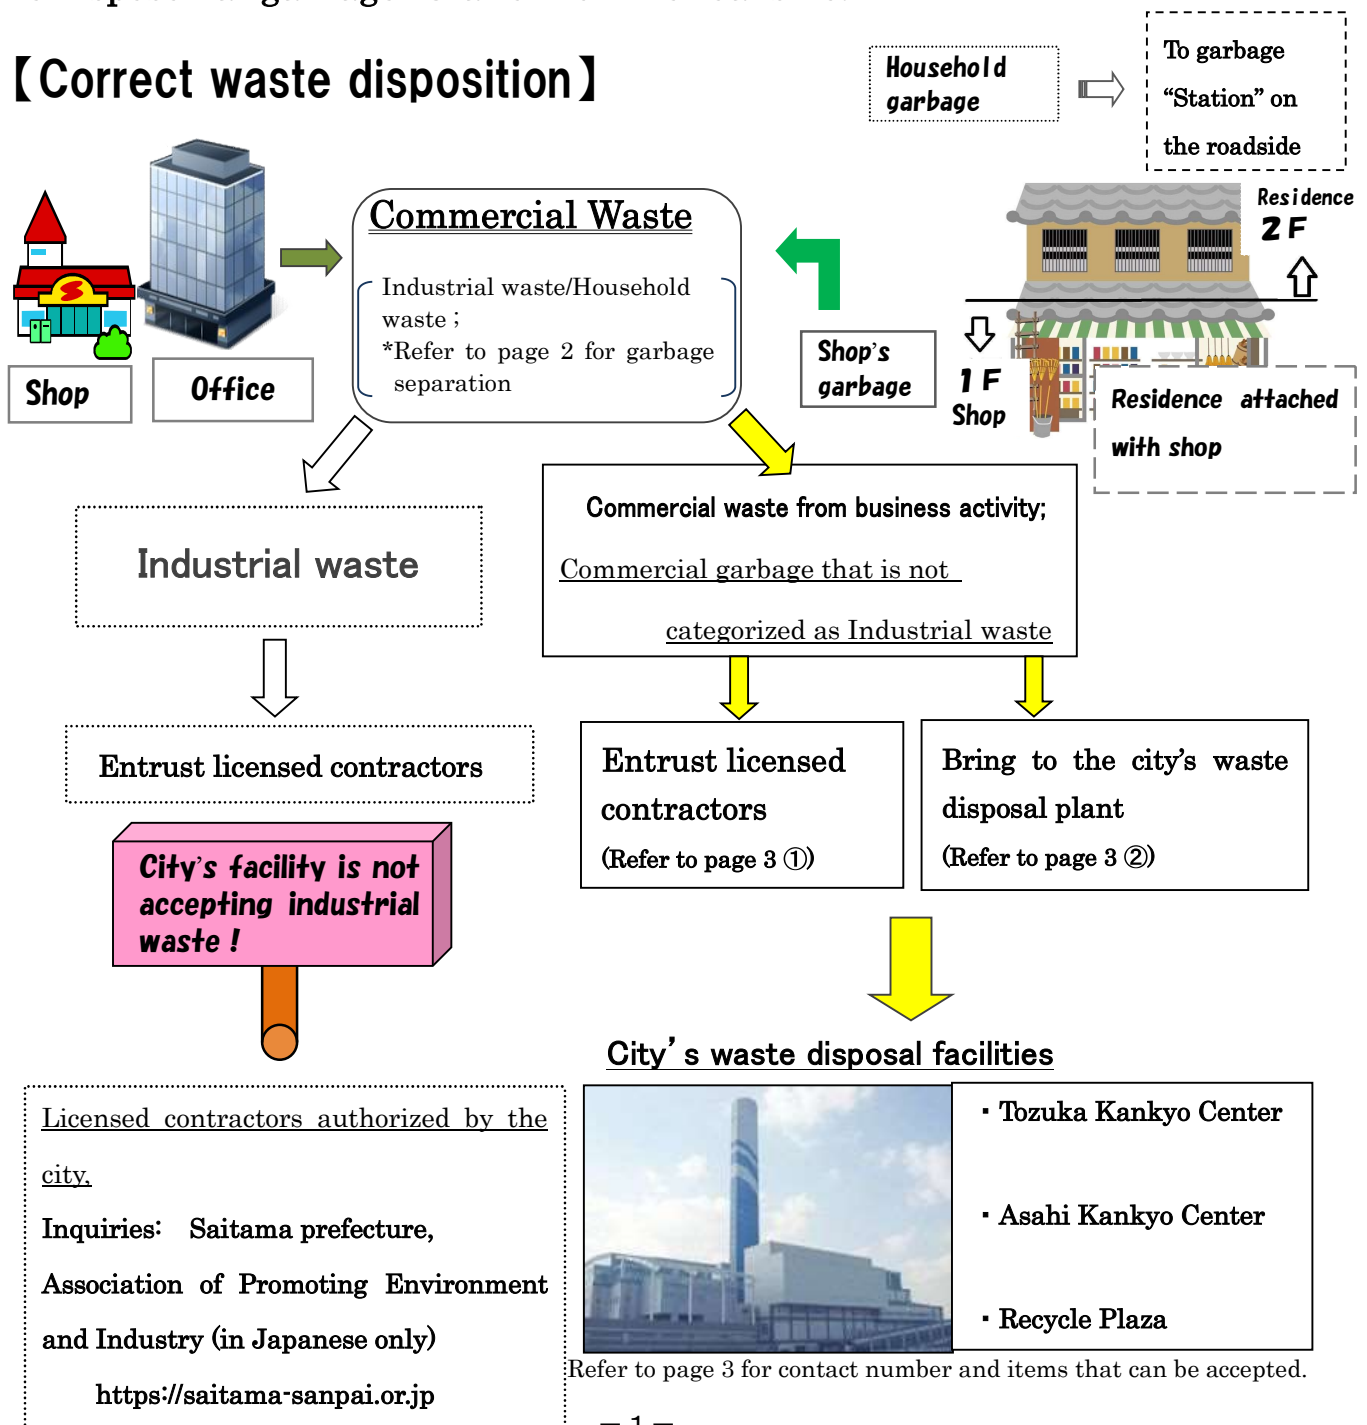 【Correct waste disposition】
Household
garbage
To garbage
“Station” on
the roadside
Residence
2F
Commercial Waste
Industrial waste/Household
waste ;
*Refer to page 2 for garbage
separation
Shop
Office
Shop’s
garbage
1F
Shop
Residence attached
with shop
Industrial waste
Commercial waste from business activity;
Commercial garbage that is not
categorized as Industrial waste
Entrust licensed contractors
Entrust licensed
contractors
(Refer to page 3 ①)
Bring to the city’s waste
disposal plant
(Refer to page 3 ②)
City’s facility is not
accepting industrial
waste !
City’s waste disposal facilities
・Tozuka Kankyo Center
・Asahi Kankyo Center
・Recycle Plaza
Licensed contractors authorized by the
city,
Inquiries: Saitama prefecture,
Association of Promoting Environment
and Industry (in Japanese only)
https://saitama-sanpai.or.jp
Refer to page 3 for contact number and items that can be accepted.
－ 1 －